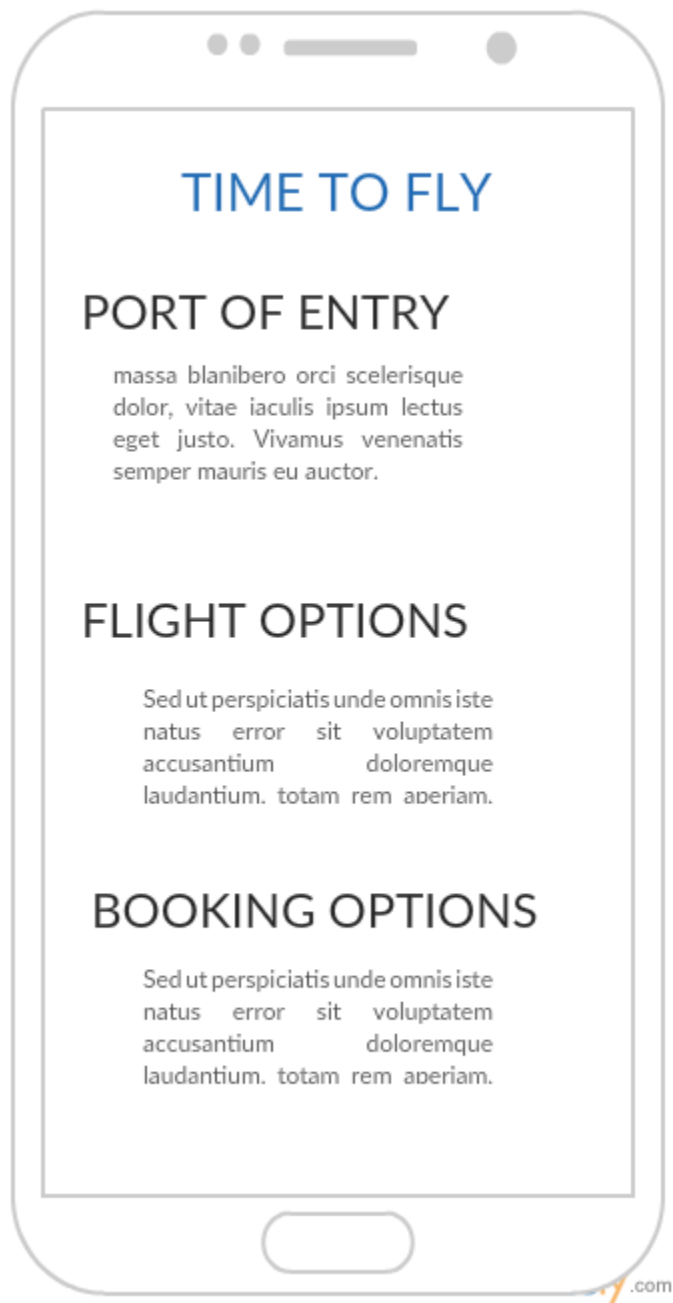 TIME TO FLY
PORT OF ENTRY
massa blanibero orci scelerisque
dolor, vitae iaculis ipsum lectus
eget justo. Vivamus venenatis
semper mauris eu auctor.
FLIGHT OPTIONS
Sed ut perspiciatis unde omnis iste
natus error sit voluptatem
accusantium doloremque
laudantium. totam rem aperiam.
BOOKING OPTIONS
Sed ut perspiciatis unde omnis iste
natus error sit voluptatem
accusantium doloremque
laudantium. totam rem aperiam.
.com